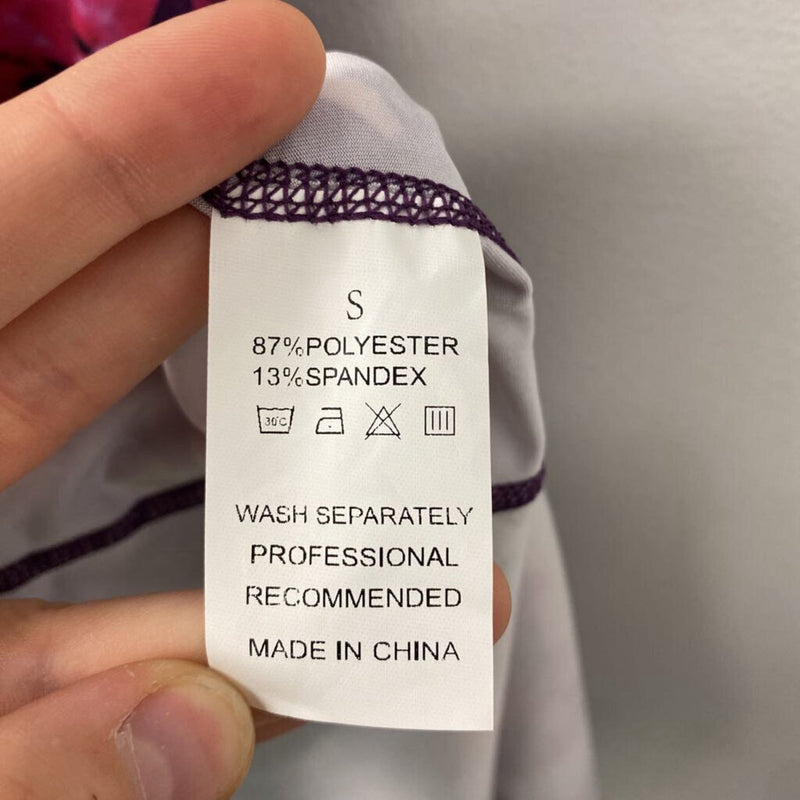 S
87%POLYESTER
13%SPANDEX
30°C
WASH SEPARATELY
PROFESSIONAL
RECOMMENDED
MADE IN CHINA